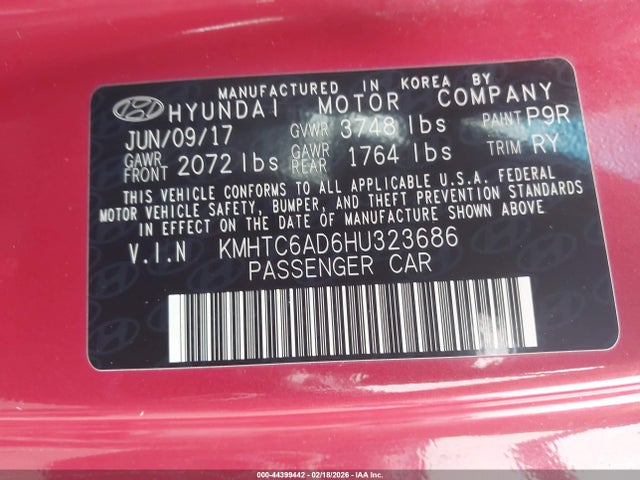 MANUFACTURED IN KOREA BY
HYUNDAI MOTOR COMPANY
JUN/09/17 GVWR 3748 lbs PAINT P9R
GAWR FRONT 2072 lbs GAWR REAR 1764 lbs TRIM RY
THIS VEHICLE CONFORMS TO ALL APPLICABLE U.S.A. FEDERAL
MOTOR VEHICLE SAFETY, BUMPER, AND THEFT PREVENTION STANDARDS
IN EFFECT ON THE DATE OF MANUFACTURE SHOWN ABOVE.
V.I.N KMHTC6AD6HU323686
PASSENGER CAR
000-44399442 - 02/18/2026 - IAA Inc.